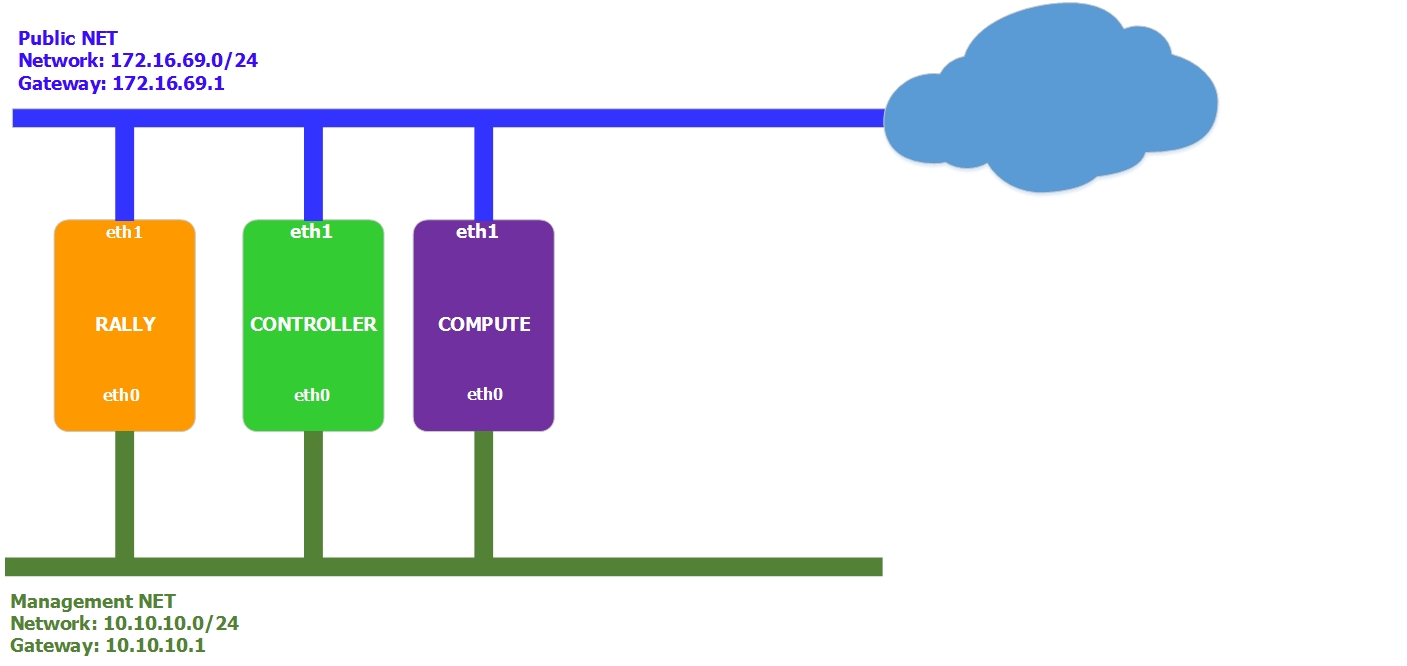 Public NET
Network: 172.16.69.0/24
Gateway: 172.16.69.1
eth1
eth1
eth1
RALLY
CONTROLLER
COMPUTE
eth0
eth0
eth0
Management NET
Network: 10.10.10.0/24
Gateway: 10.10.10.1